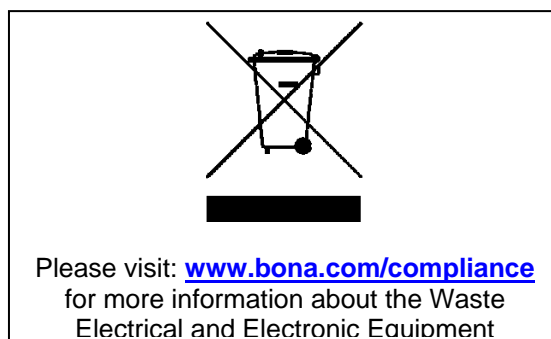 Please visit: www.bona.com/compliance
for more information about the Waste
Electrical and Electronic Equipment